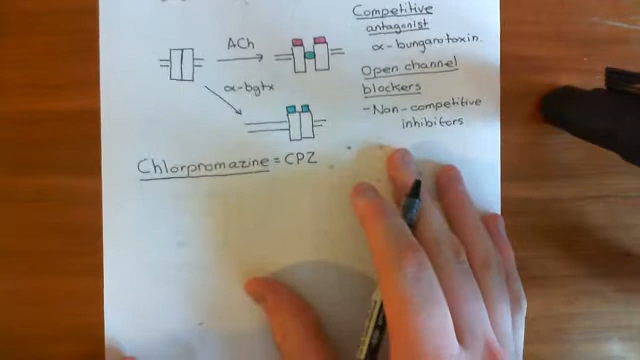 ACh
α-bgtx
Competitive
antagonist
α-bungarotoxin.
Open channel
blockers
-Non-competitive
inhibitors
Chlorpromazine = CPZ